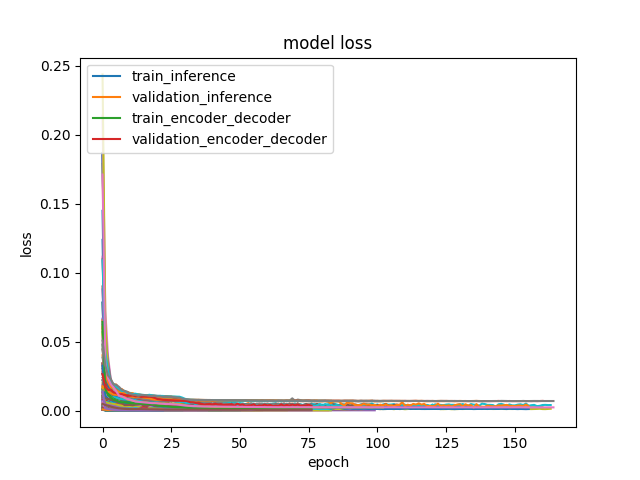 model loss
0.25
0.20
0.15
0.10
0.05
0.00
loss
train_inference
validation_inference
train_encoder_decoder
validation_encoder_decoder
0 25 50 75 100 125 150
epoch